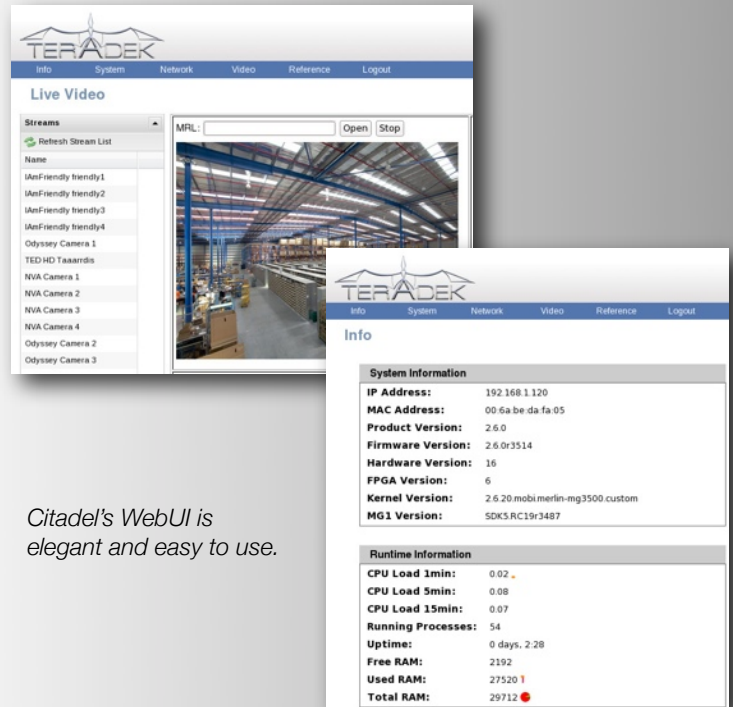 TERADEK
Info System Network Video Reference Logout
Live Video
Streams
Refresh Stream List
Name
IAmFriendly friendly1
IAmFriendly friendly2
IAmFriendly friendly3
IAmFriendly friendly4
Odyssey Camera 1
TED HD Taaarrdis
NVA Camera 1
NVA Camera 2
NVA Camera 3
NVA Camera 4
Odyssey Camera 2
Odyssey Camera 3
MRL: Open Stop
TERADEK
Info System Network Video Reference Logout
Info
System Information
IP Address: 192.168.1.120
MAC Address: 00:6a:be:da:fa:05
Product Version: 2.6.0
Firmware Version: 2.6.0r3514
Hardware Version: 16
FPGA Version: 6
Kernel Version: 2.6.20.mobi.merlin-mg3500.custom
MG1 Version: SDK5.RC19r3487
Runtime Information
CPU Load 1min: 0.02
CPU Load 5min: 0.08
CPU Load 15min: 0.07
Running Processes: 54
Uptime: 0 days, 2:28
Free RAM: 2192
Used RAM: 27520
Total RAM: 29712
Citadel's WebUI is
elegant and easy to use.